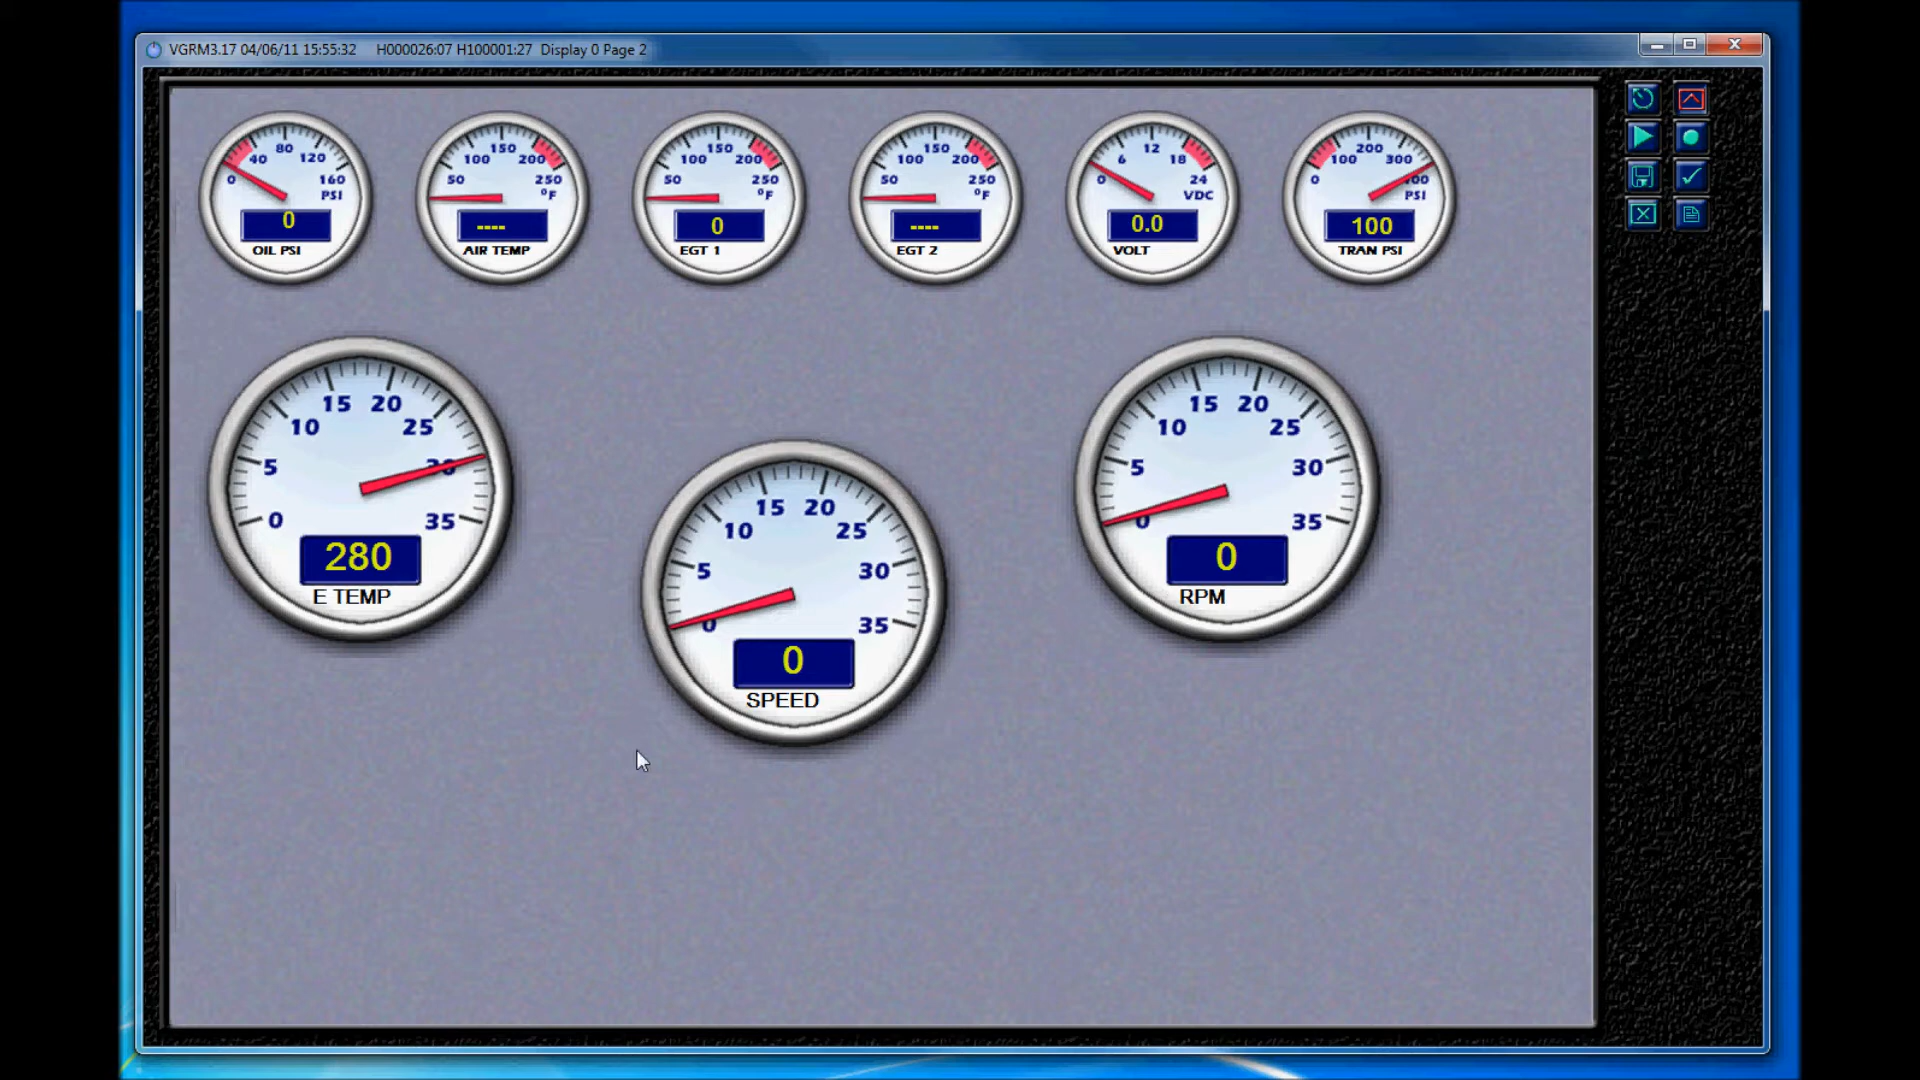 VGRM3.17 04/06/11 15:55:32 H000026:07 H100001:27 Display 0 Page 2
0 40 80 120 160 PSI
0
OIL PSI
50 100 150 200 250 °F
----
AIR TEMP
50 100 150 200 250 °F
0
EGT 1
50 100 150 200 250 °F
----
EGT 2
0 6 12 18 24 VDC
0.0
VOLT
0 100 200 300 400 PSI
100
TRAN PSI
0 5 10 15 20 25 30 35
280
E TEMP
0 5 10 15 20 25 30 35
0
SPEED
0 5 10 15 20 25 30 35
0
RPM